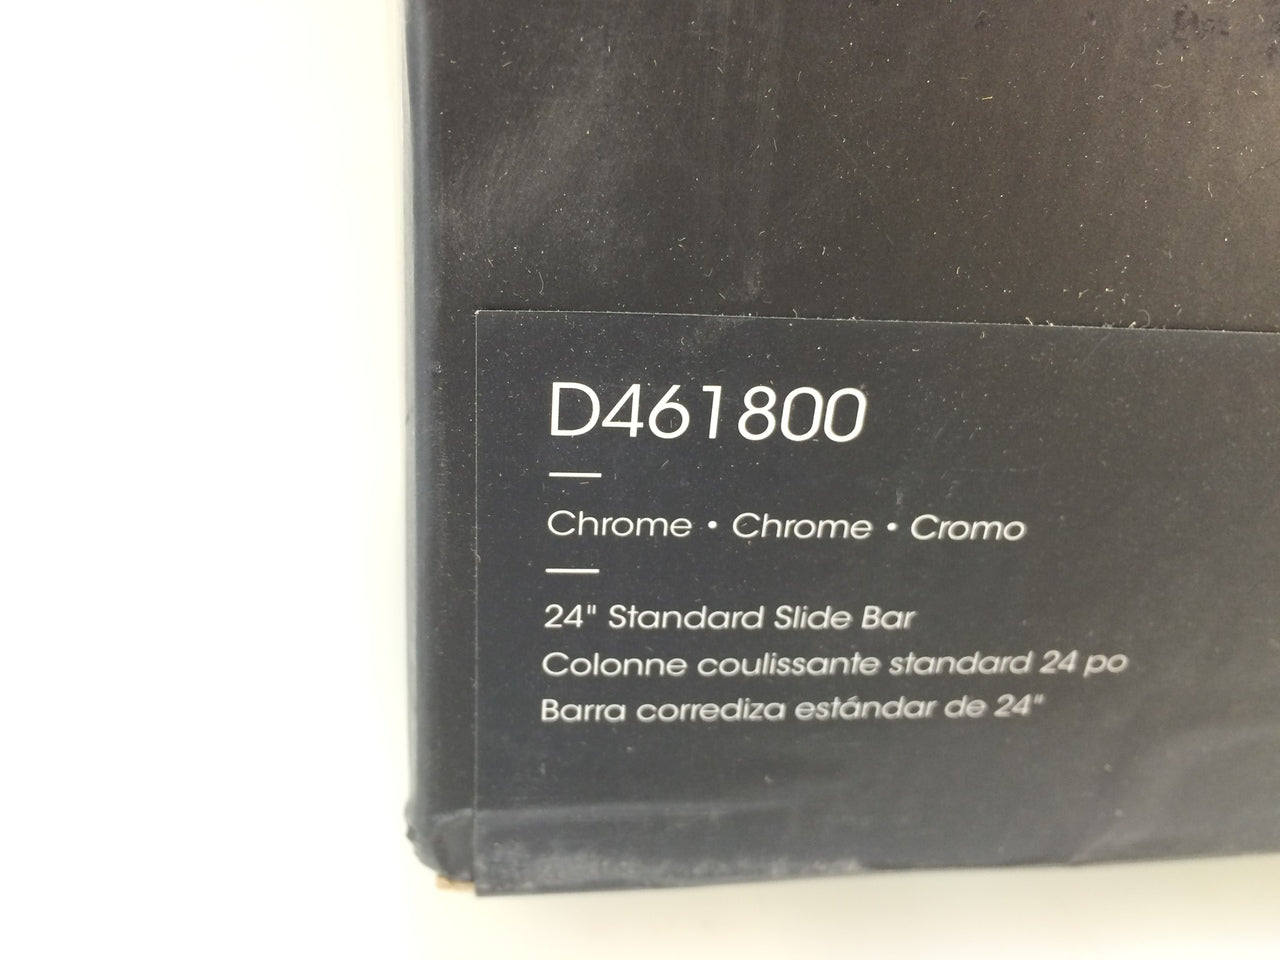 D461800
Chrome • Chrome • Cromo
24" Standard Slide Bar
Colonne coulissante standard 24 po
Barra corrediza estándar de 24"